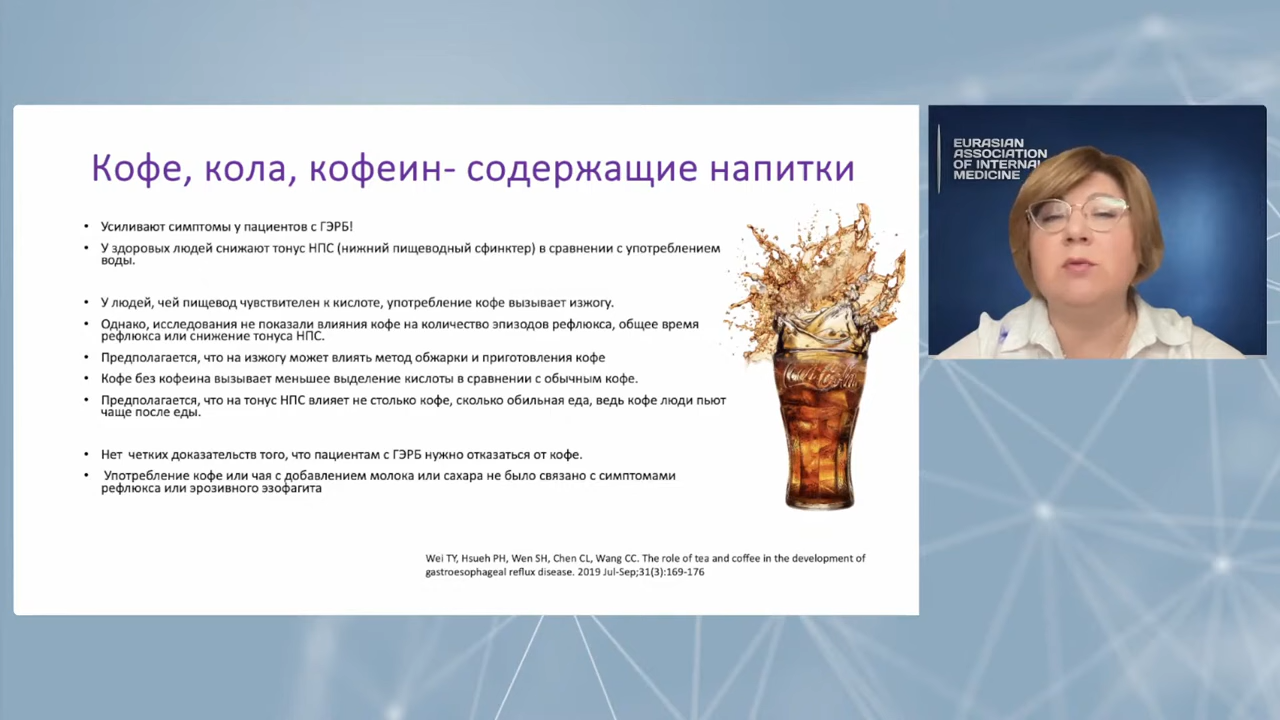 Кофе, кола, кофеин- содержащие напитки
• Усиливают симптомы у пациентов с ГЭРБ!
• У здоровых людей снижают тонус НПС (нижний пищеводный сфинктер) в сравнении с употреблением
воды.
• У людей, чей пищевод чувствителен к кислоте, употребление кофе вызывает изжогу.
• Однако, исследования не показали влияния кофе на количество эпизодов рефлюкса, общее время
рефлюкса или снижение тонуса НПС.
• Предполагается, что на изжогу может влиять метод обжарки и приготовления кофе
• Кофе без кофеина вызывает меньшее выделение кислоты в сравнении с обычным кофе.
• Предполагается, что на тонус НПС влияет не столько кофе, сколько обильная еда, ведь кофе люди пьют
чаще после еды.
• Нет четких доказательств того, что пациентам с ГЭРБ нужно отказаться от кофе.
• Употребление кофе или чая с добавлением молока или сахара не было связано с симптомами
рефлюкса или эрозивного эзофагита
Coca-Cola
Wei TY, Hsueh PH, Wen SH, Chen CL, Wang CC. The role of tea and coffee in the development of
gastroesophageal reflux disease. 2019 Jul-Sep;31(3):169-176
EURASIAN
ASSOCIATION
OF INTERNAL
MEDICINE